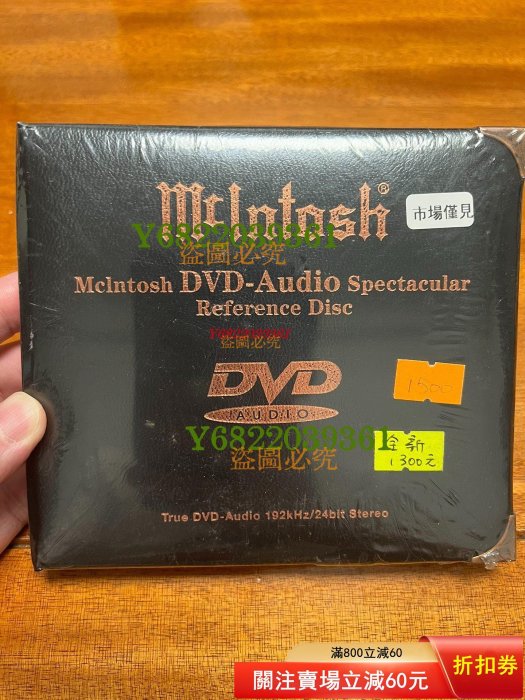 McIntosh®
市場僅見
Y6822039361
盜圖必究
McIntosh DVD-Audio Spectacular
Reference Disc
盜圖必究
DVD
AUDIO
1500
Y6822039361
全新
1300元
盜圖必究
True DVD-Audio 192kHz/24bit Stereo
滿800立減60
關注賣場立減60元
折扣券